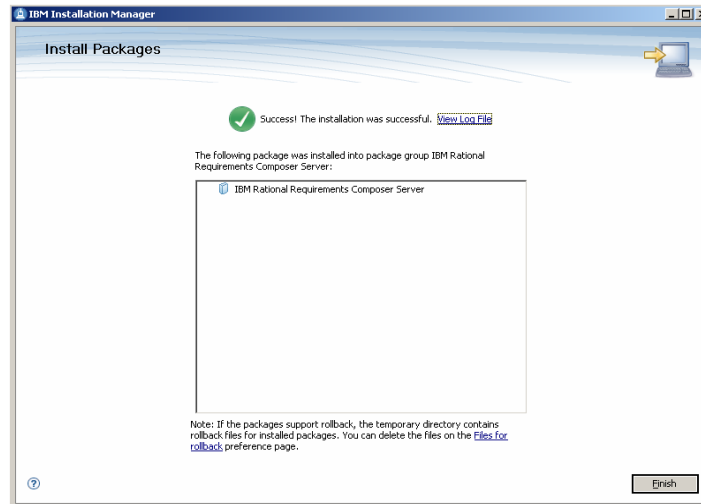 IBM Installation Manager
Install Packages
Success! The installation was successful. View Log File
The following package was installed into package group IBM Rational
Requirements Composer Server:
IBM Rational Requirements Composer Server
Note: If the packages support rollback, the temporary directory contains
rollback files for installed packages. You can delete the files on the Files for
rollback preference page.
Finish